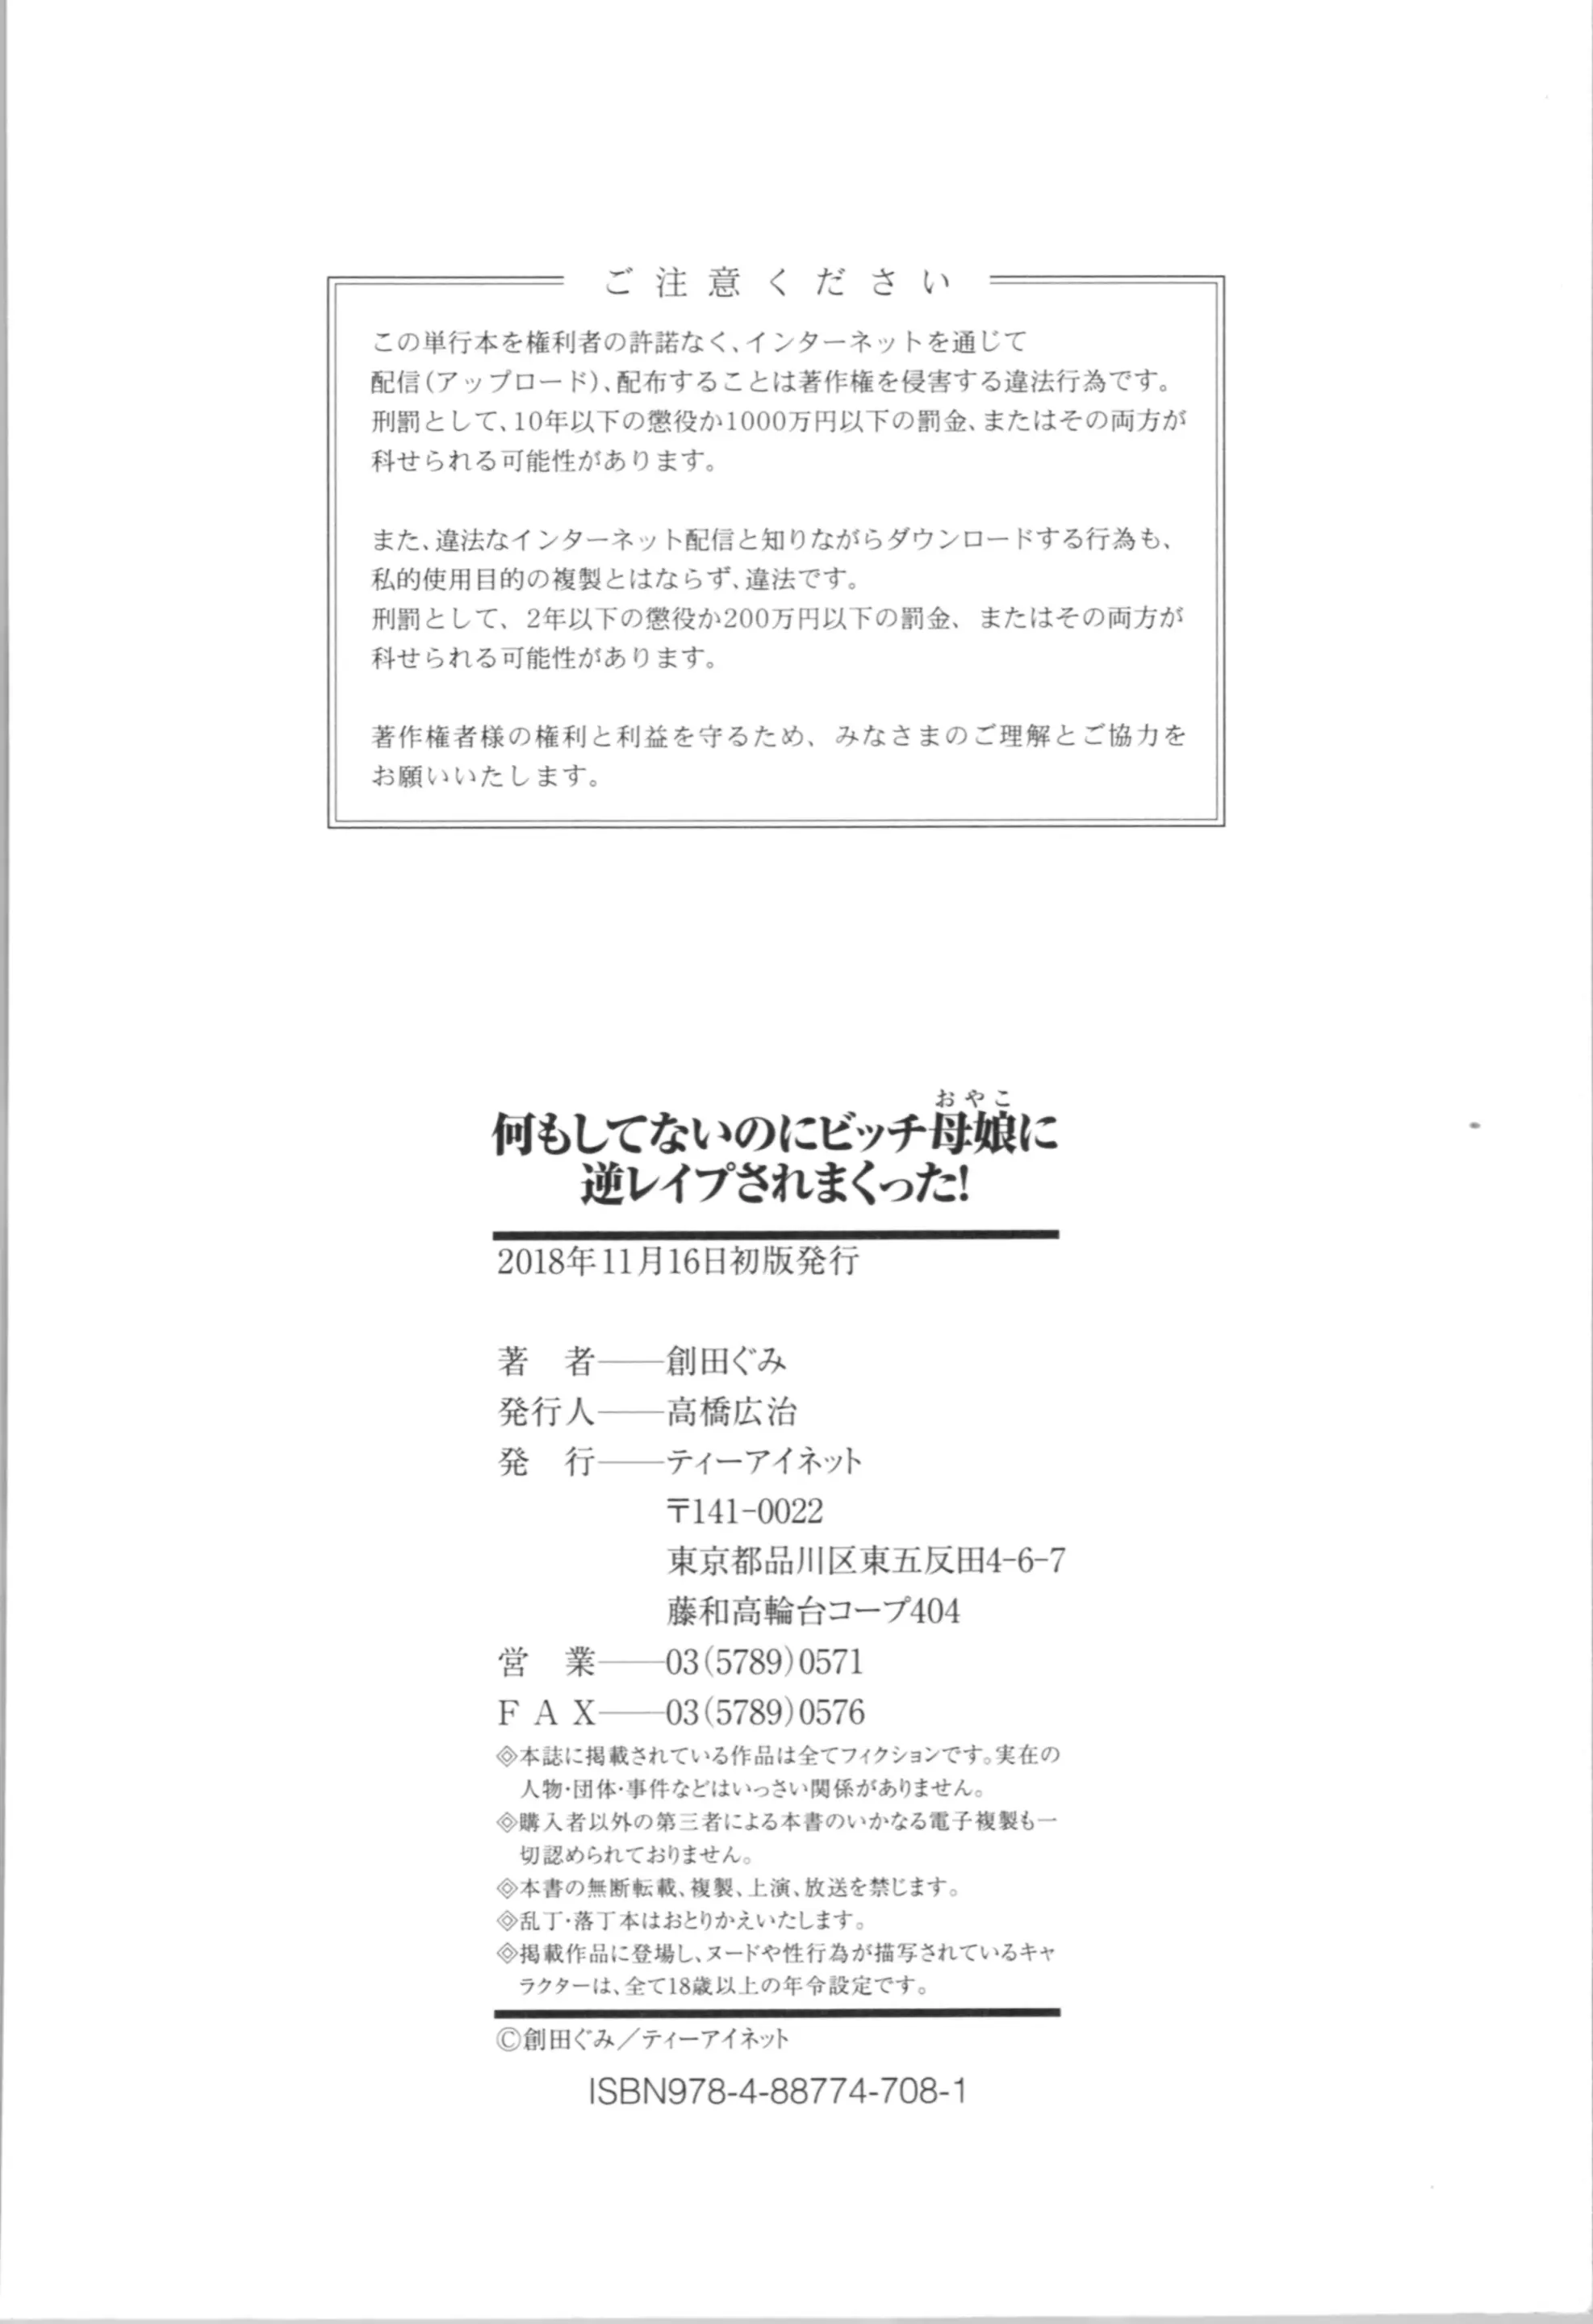 ご注意ください
この単行本を権利者の許諾なく、インターネットを通じて
配信(アップロード)、配布することは著作権を侵害する違法行為です。
刑罰として、10年以下の懲役か1000万円以下の罰金、またはその両方が
科せられる可能性があります。
また、違法なインターネット配信と知りながらダウンロードする行為も、
私的使用目的の複製とはならず、違法です。
刑罰として、2年以下の懲役か200万円以下の罰金、またはその両方が
科せられる可能性があります。
著作権者様の権利と利益を守るため、みなさまのご理解とご協力を
お願いいたします。
おやこ
何もしてないのにビッチ母娘に
逆レイプされまくった!
2018年11月16日初版発行
著　者——創田ぐみ
発行人——高橋広治
発　行——ティーアイネット
〒141-0022
東京都品川区東五反田4-6-7
藤和高輪台コープ404
営　業——03(5789)0571
FAX——03(5789)0576
◇本誌に掲載されている作品は全てフィクションです。実在の
人物・団体・事件などはいっさい関係がありません。
◇購入者以外の第三者による本書のいかなる電子複製も一
切認められておりません。
◇本書の無断転載、複製、上演、放送を禁じます。
◇乱丁・落丁本はおとりかえいたします。
◇掲載作品に登場し、ヌードや性行為が描写されているキャ
ラクターは、全て18歳以上の年令設定です。
©創田ぐみ／ティーアイネット
ISBN978-4-88774-708-1